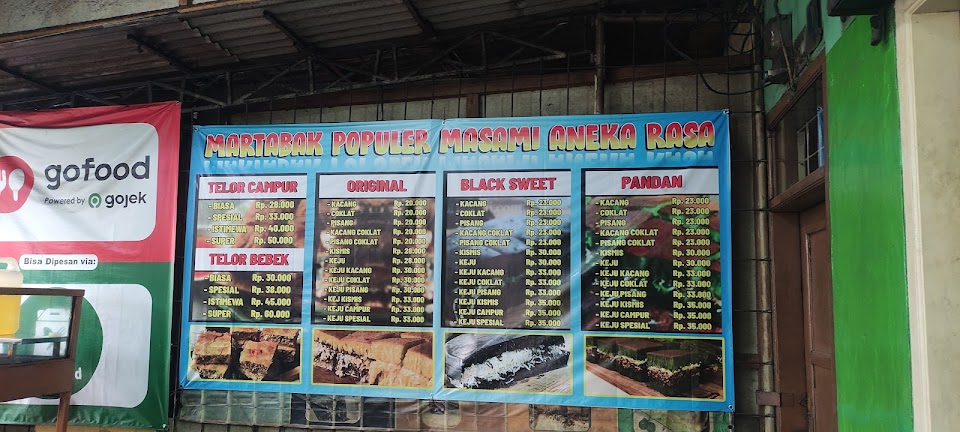 gofood
Powered by gojek
Bisa Dipesan via:
MARTABAK POPULER MASAMI ANEKA RASA
TELOR CAMPUR
- BIASA Rp. 28.000
- SPESIAL Rp. 33.000
- ISTIMEWA Rp. 40.000
- SUPER Rp. 50.000
TELOR BEBEK
- BIASA Rp. 30.000
- SPESIAL Rp. 38.000
- ISTIMEWA Rp. 45.000
- SUPER Rp. 60.000
ORIGINAL
- KACANG Rp. 20.000
- COKLAT Rp. 20.000
- PISANG Rp. 20.000
- KACANG COKLAT Rp. 20.000
- PISANG COKLAT Rp. 20.000
- KISMIS Rp. 28.000
- KEJU Rp. 28.000
- KEJU KACANG Rp. 30.000
- KEJU COKLAT Rp. 30.000
- KEJU PISANG Rp. 30.000
- KEJU KISMIS Rp. 33.000
- KEJU CAMPUR Rp. 33.000
- KEJU SPESIAL Rp. 33.000
BLACK SWEET
- KACANG Rp. 23.000
- COKLAT Rp. 23.000
- PISANG Rp. 23.000
- KACANG COKLAT Rp. 23.000
- PISANG COKLAT Rp. 23.000
- KISMIS Rp. 30.000
- KEJU Rp. 30.000
- KEJU KACANG Rp. 33.000
- KEJU COKLAT Rp. 33.000
- KEJU PISANG Rp. 33.000
- KEJU KISMIS Rp. 35.000
- KEJU CAMPUR Rp. 35.000
- KEJU SPESIAL Rp. 35.000
PANDAN
- KACANG Rp. 23.000
- COKLAT Rp. 23.000
- PISANG Rp. 23.000
- KACANG COKLAT Rp. 23.000
- PISANG COKLAT Rp. 23.000
- KISMIS Rp. 30.000
- KEJU Rp. 30.000
- KEJU KACANG Rp. 33.000
- KEJU COKLAT Rp. 33.000
- KEJU PISANG Rp. 33.000
- KEJU KISMIS Rp. 35.000
- KEJU CAMPUR Rp. 35.000
- KEJU SPESIAL Rp. 35.000